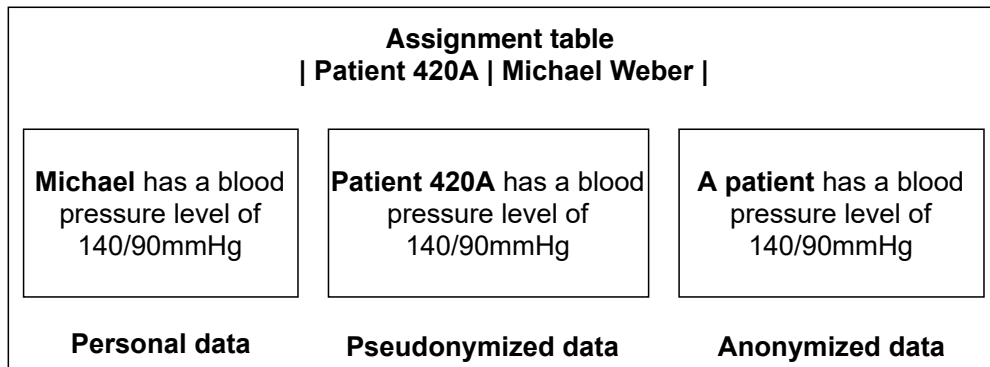 Assignment table
| Patient 420A | Michael Weber |
Michael has a blood
pressure level of
140/90mmHg
Patient 420A has a blood
pressure level of
140/90mmHg
A patient has a blood
pressure level of
140/90mmHg
Personal data
Pseudonymized data
Anonymized data